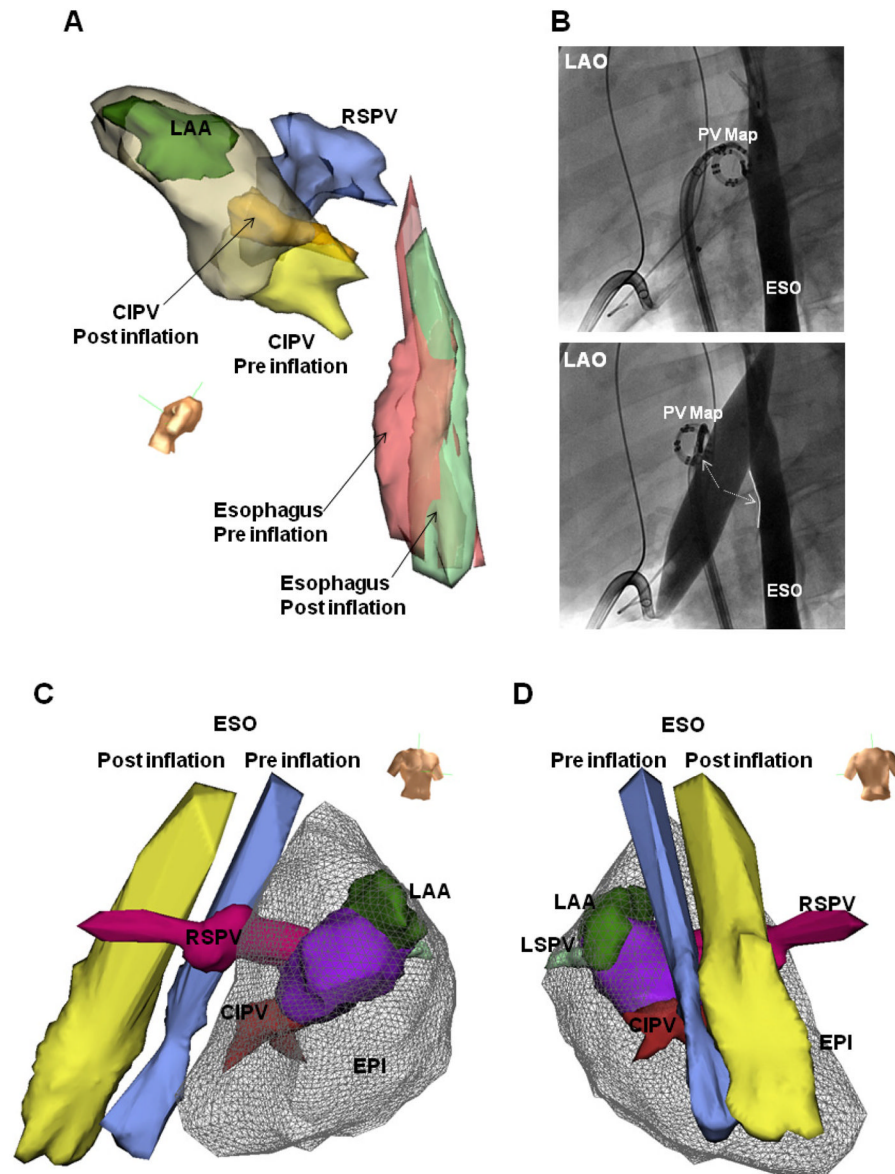 A
LAA
RSPV
CIPV
Post inflation
CIPV
Pre inflation
Esophagus
Pre inflation
Esophagus
Post inflation
B
LAO
PV Map
ESO
LAO
PV Map
ESO
C
ESO
Post inflation Pre inflation
LAA
RSPV
CIPV
EPI
D
ESO
Pre inflation Post inflation
LAA
RSPV
LSPV
CIPV
EPI